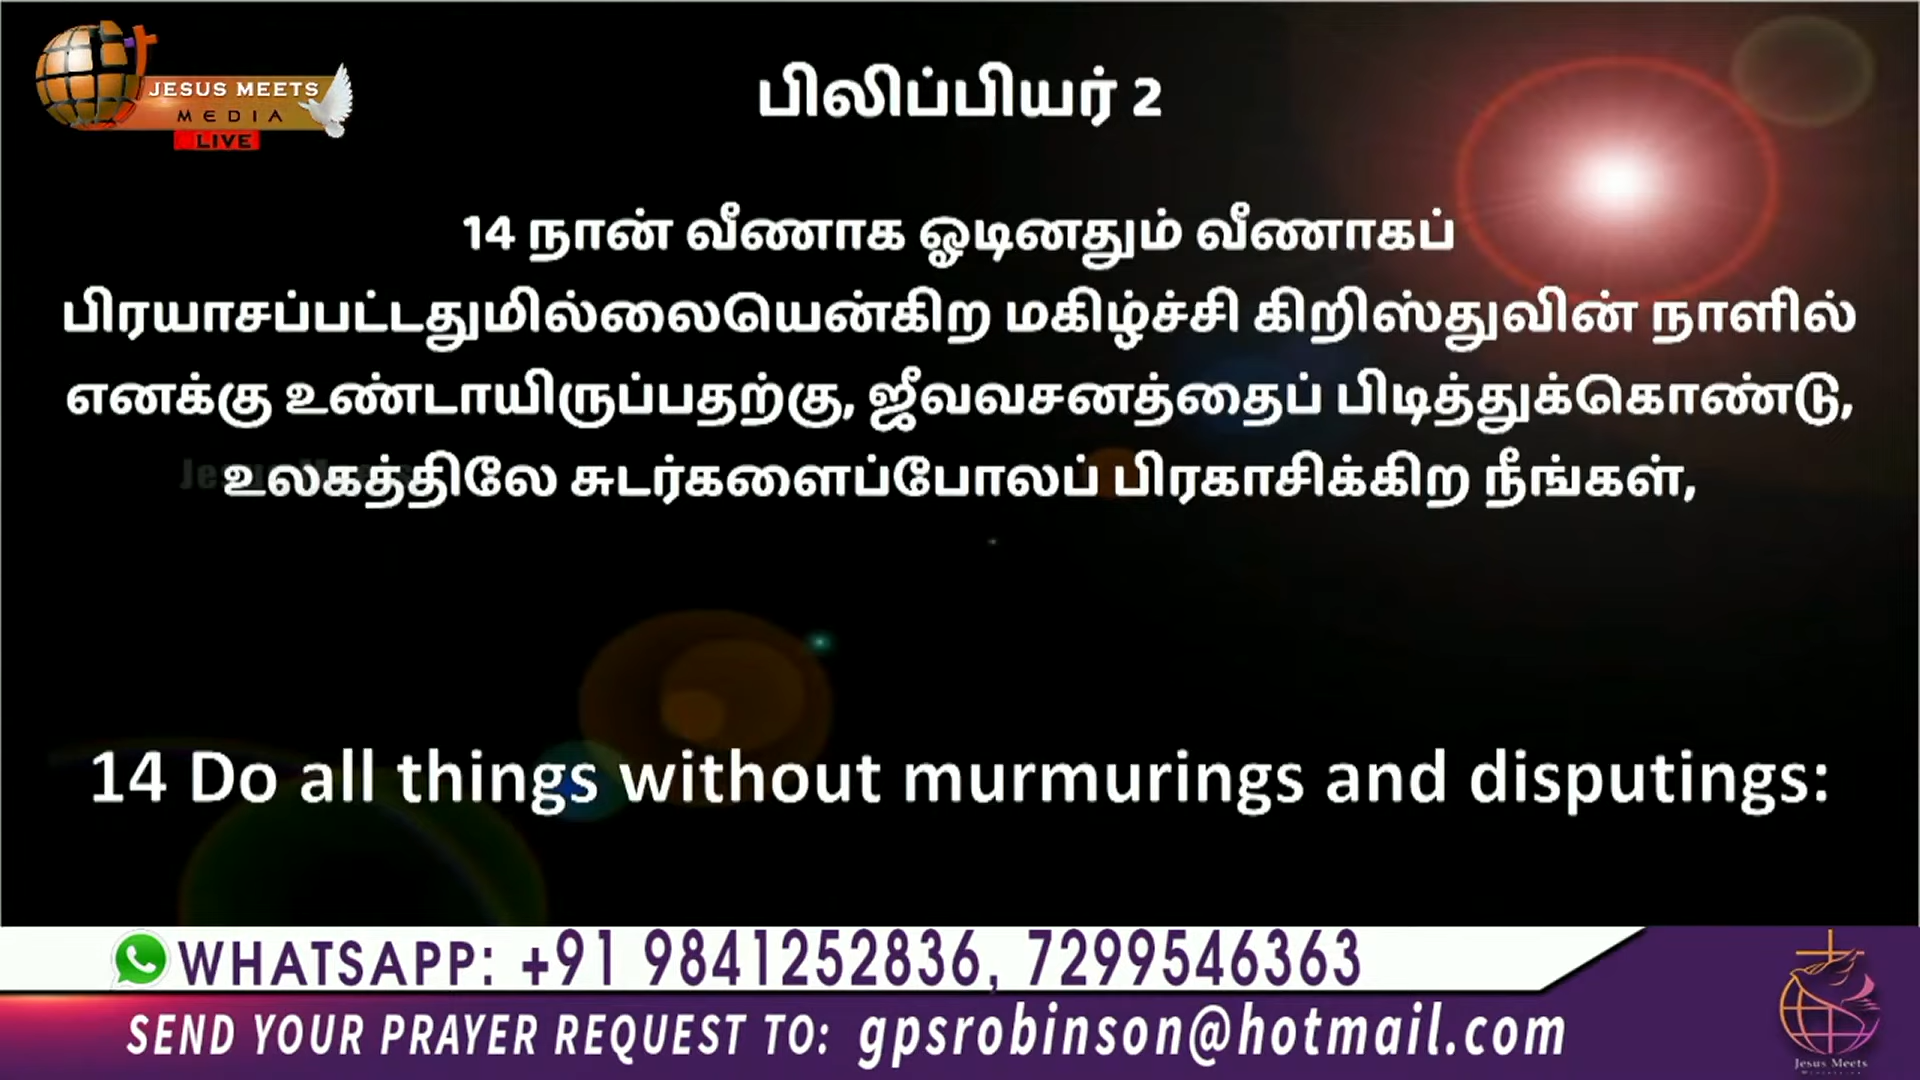 JESUS MEETS
MEDIA
LIVE
பிலிப்பியர் 2
14 நான் வீணாக ஓடினதும் வீணாகப்
பிரயாசப்பட்டதுமில்லையென்கிற மகிழ்ச்சி கிறிஸ்துவின் நாளில்
எனக்கு உண்டாயிருப்பதற்கு, ஜீவவசனத்தைப் பிடித்துக்கொண்டு,
உலகத்திலே சுடர்களைப்போலப் பிரகாசிக்கிற நீங்கள்,
14 Do all things without murmurings and disputings:
WHATSAPP: +91 9841252836, 7299546363
SEND YOUR PRAYER REQUEST TO: gpsrobinson@hotmail.com
Jesus Meets